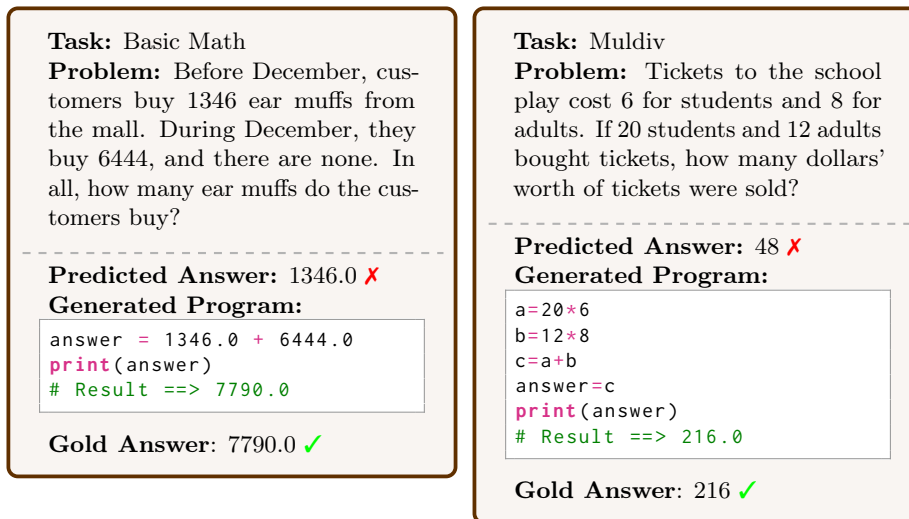 Task: Basic Math
Problem: Before December, cus-
tomers buy 1346 ear muffs from
the mall. During December, they
buy 6444, and there are none. In
all, how many ear muffs do the cus-
tomers buy?
Predicted Answer: 1346.0 ✗
Generated Program:
answer = 1346.0 + 6444.0
print(answer)
# Result ==> 7790.0
Gold Answer: 7790.0 ✓
Task: Muldiv
Problem: Tickets to the school
play cost 6 for students and 8 for
adults. If 20 students and 12 adults
bought tickets, how many dollars'
worth of tickets were sold?
Predicted Answer: 48 ✗
Generated Program:
a=20*6
b=12*8
c=a+b
answer=c
print(answer)
# Result ==> 216.0
Gold Answer: 216 ✓